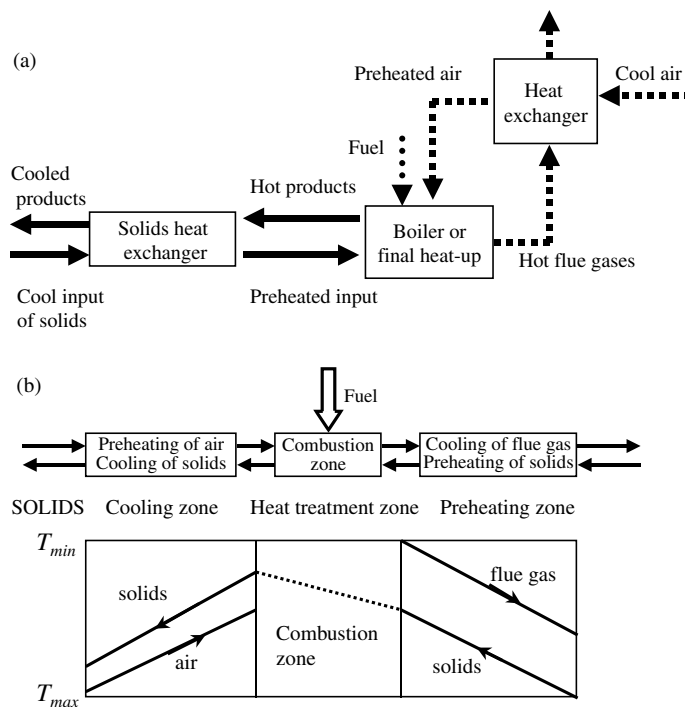 (a)
Preheated air
Heat
exchanger
Cool air
Fuel
Cooled
products
Hot products
Solids heat
exchanger
Boiler or
final heat-up
Hot flue gases
Cool input
of solids
Preheated input
(b)
Fuel
Preheating of air
Cooling of solids
Combustion
zone
Cooling of flue gas
Preheating of solids
SOLIDS
Cooling zone
Heat treatment zone
Preheating zone
Tmin
solids
air
Combustion
zone
flue gas
solids
Tmax